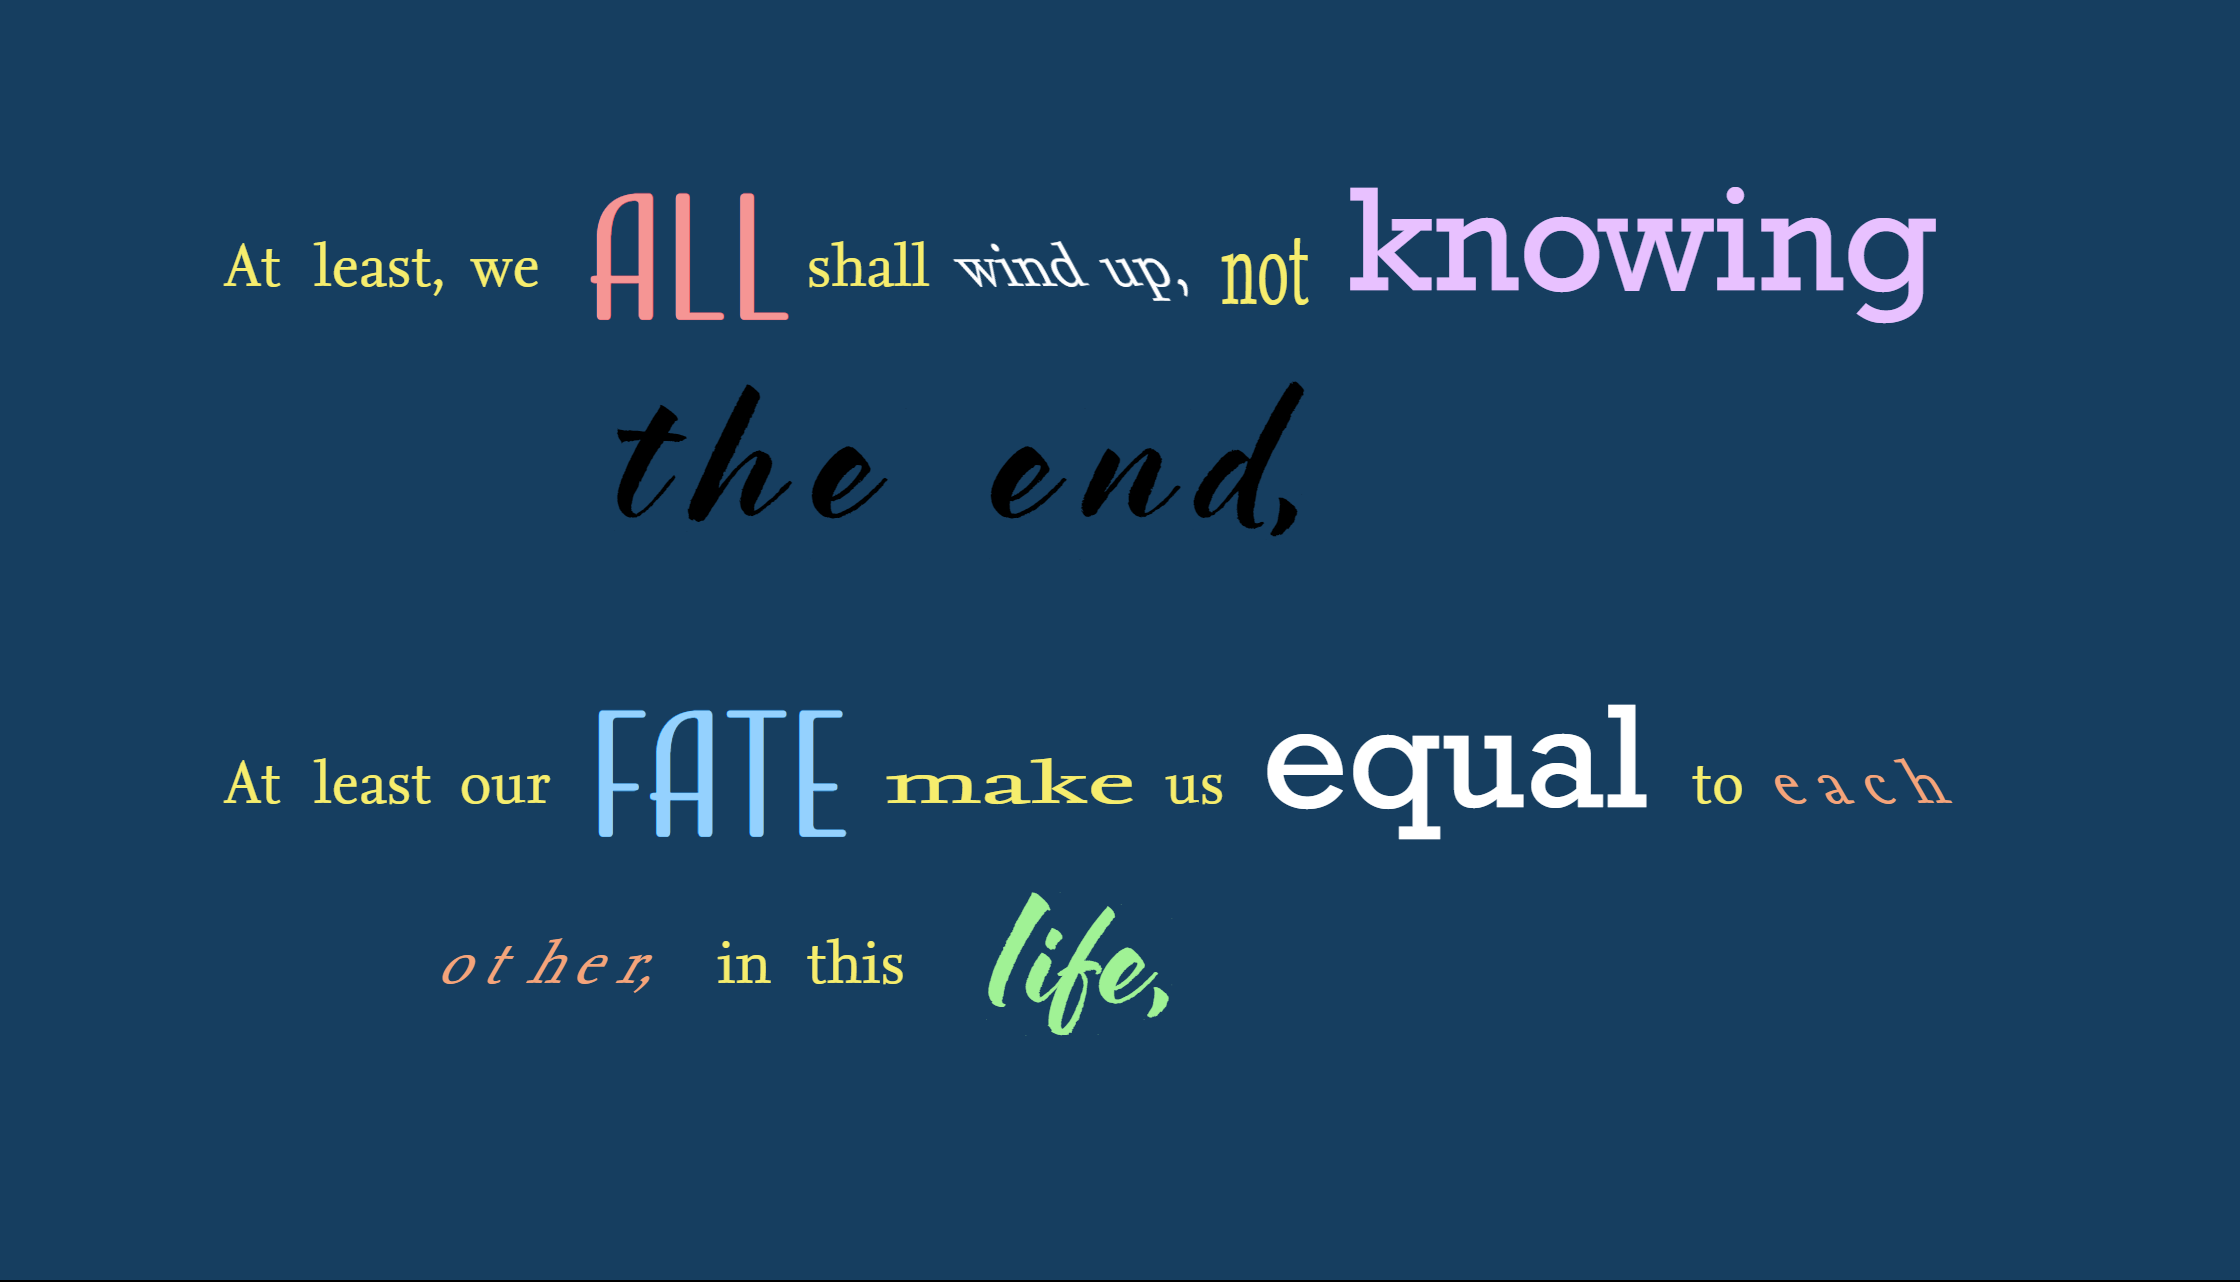 At least, we ALL shall wind up, not knowing
the end,
At least our FATE make us equal to each
other, in this life,